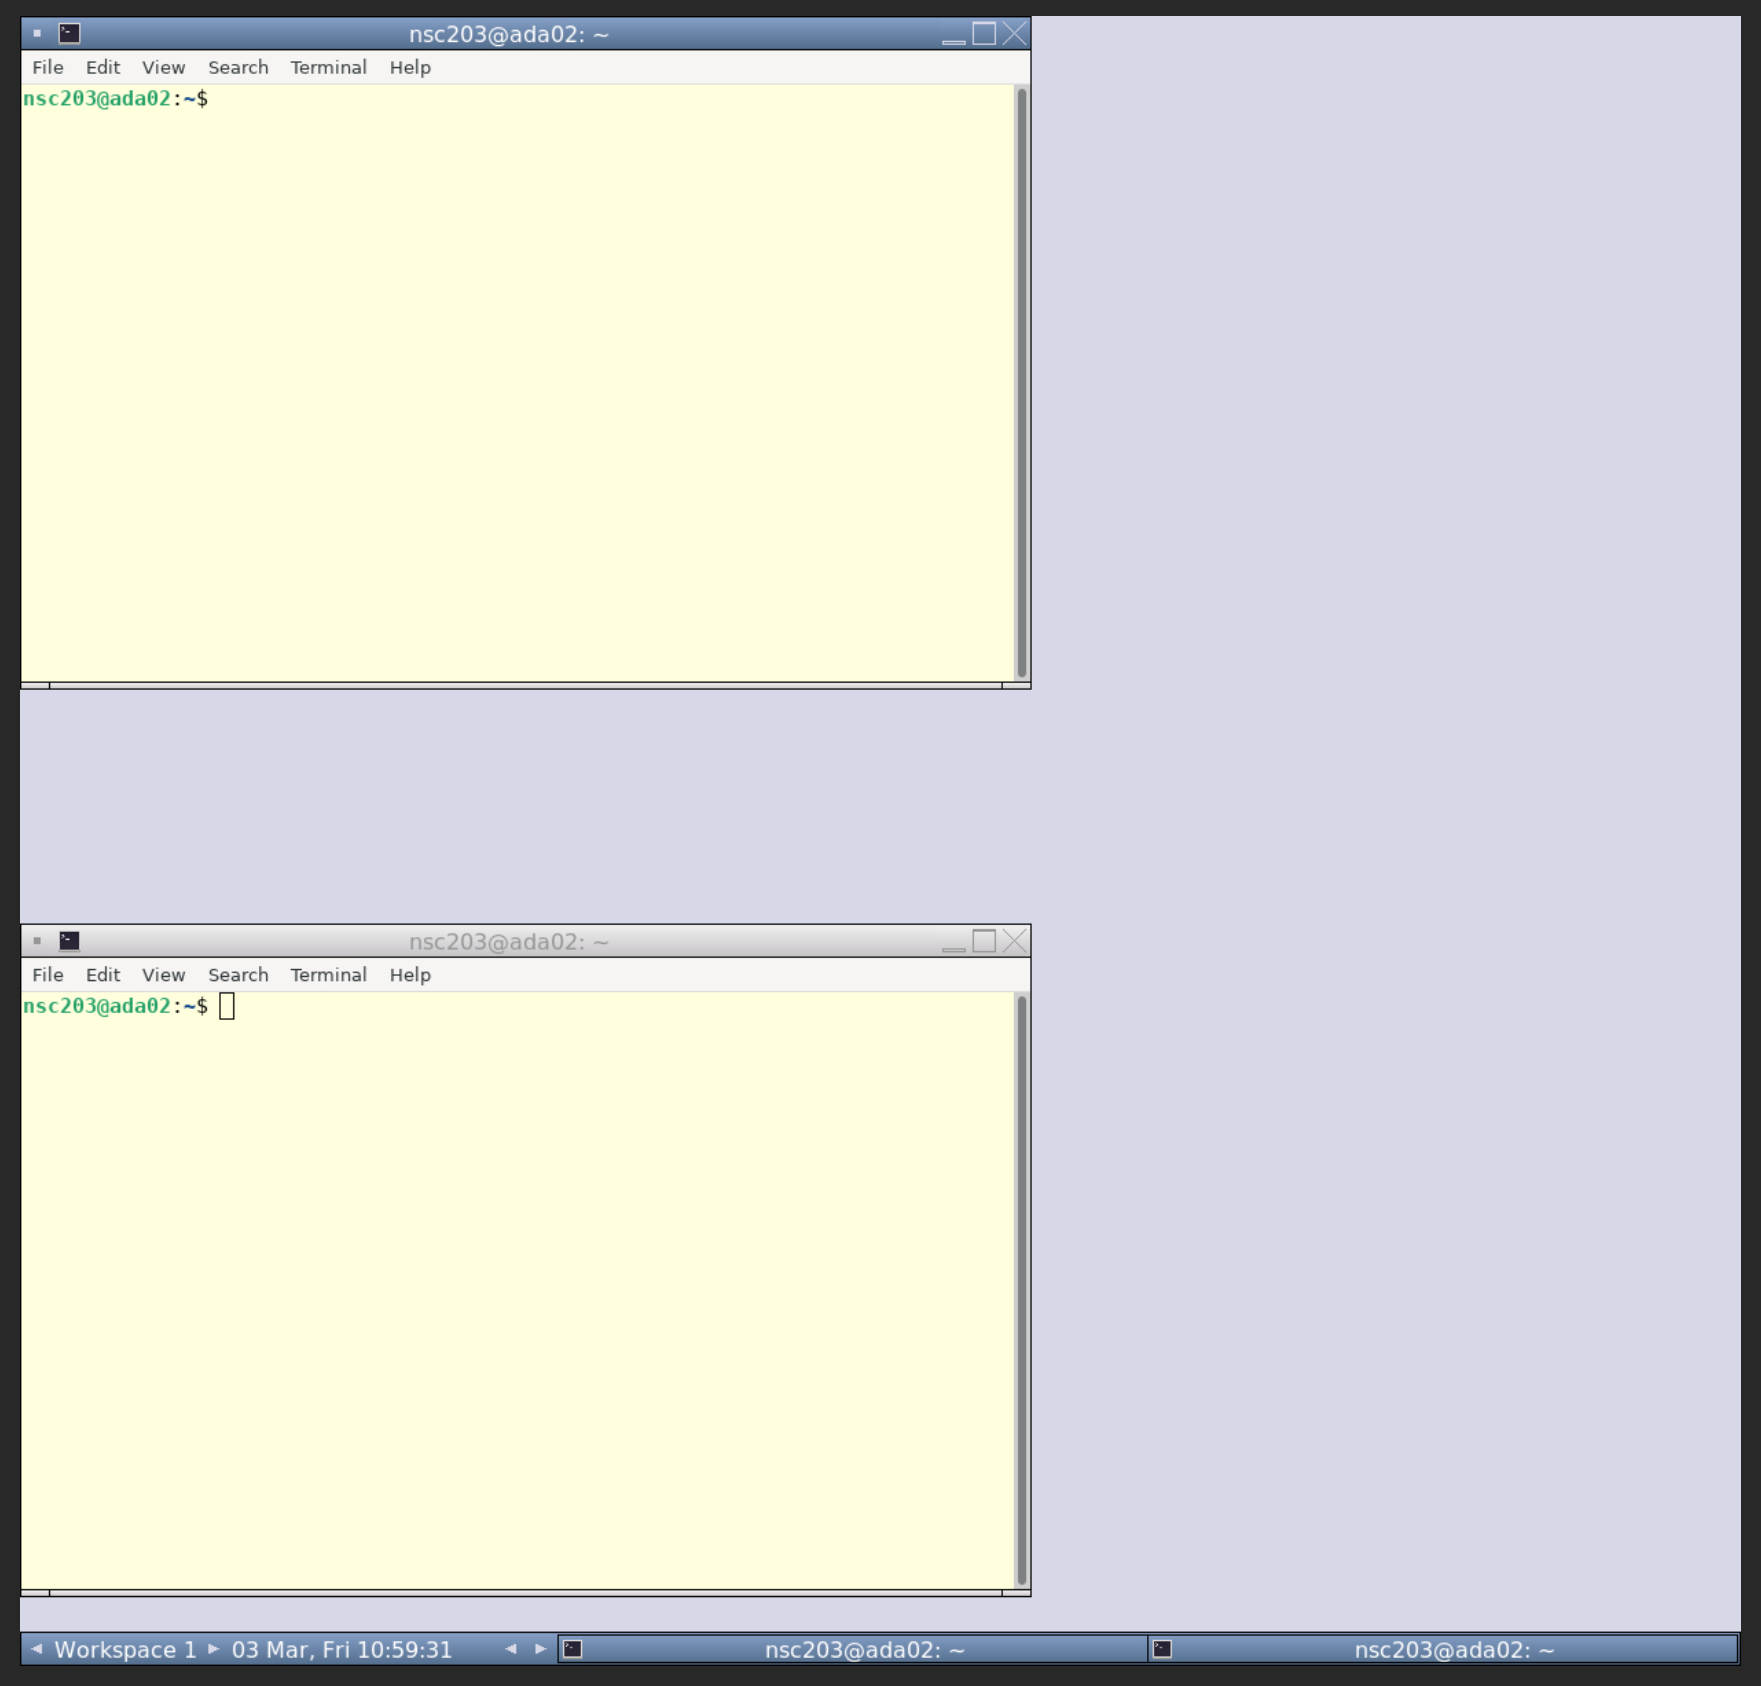 nsc203@ada02: ~
File Edit View Search Terminal Help
nsc203@ada02:~$
nsc203@ada02: ~
File Edit View Search Terminal Help
nsc203@ada02:~$
Workspace 1 03 Mar, Fri 10:59:31 nsc203@ada02: ~ nsc203@ada02: ~